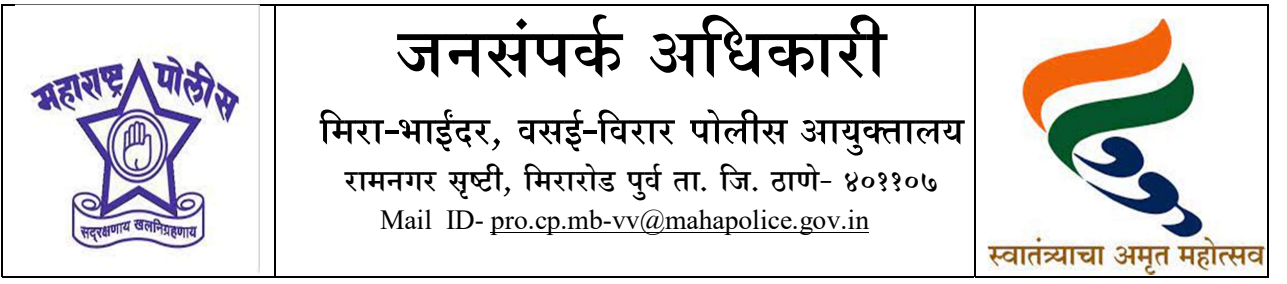 महाराष्ट्र पोलीस
सद्रक्षणाय खलनिग्रहणाय
जनसंपर्क अधिकारी
मिरा-भाईंदर, वसई-विरार पोलीस आयुक्तालय
रामनगर सृष्टी, मिरारोड पुर्व ता. जि. ठाणे- ४०११०७
Mail ID- pro.cp.mb-vv@mahapolice.gov.in
स्वातंत्र्याचा अमृत महोत्सव